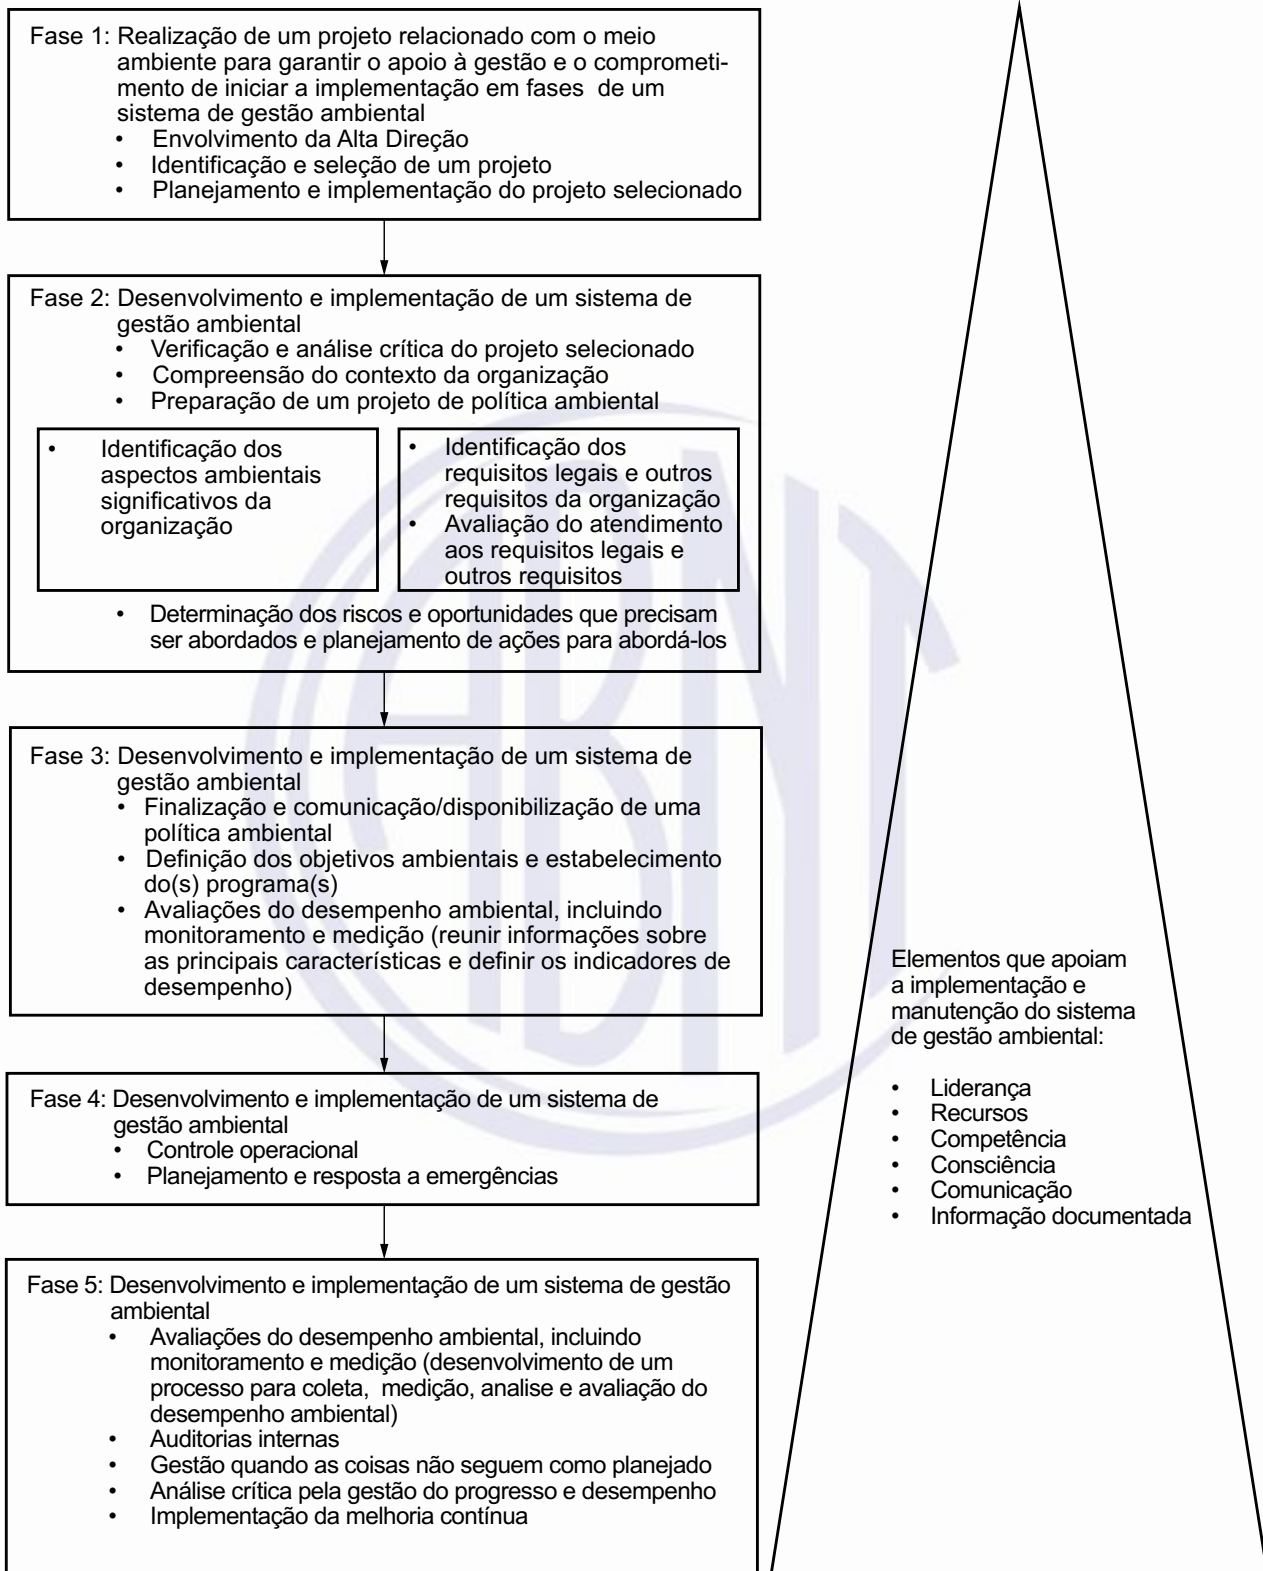 Fase 1: Realização de um projeto relacionado com o meio
ambiente para garantir o apoio à gestão e o comprometi-
mento de iniciar a implementação em fases de um
sistema de gestão ambiental
• Envolvimento da Alta Direção
• Identificação e seleção de um projeto
• Planejamento e implementação do projeto selecionado
Fase 2: Desenvolvimento e implementação de um sistema de
gestão ambiental
• Verificação e análise crítica do projeto selecionado
• Compreensão do contexto da organização
• Preparação de um projeto de política ambiental
• Identificação dos
aspectos ambientais
significativos da
organização
• Identificação dos
requisitos legais e outros
requisitos da organização
• Avaliação do atendimento
aos requisitos legais e
outros requisitos
• Determinação dos riscos e oportunidades que precisam
ser abordados e planejamento de ações para abordá-los
Fase 3: Desenvolvimento e implementação de um sistema de
gestão ambiental
• Finalização e comunicação/disponibilização de uma
política ambiental
• Definição dos objetivos ambientais e estabelecimento
do(s) programa(s)
• Avaliações do desempenho ambiental, incluindo
monitoramento e medição (reunir informações sobre
as principais características e definir os indicadores de
desempenho)
Fase 4: Desenvolvimento e implementação de um sistema de
gestão ambiental
• Controle operacional
• Planejamento e resposta a emergências
Fase 5: Desenvolvimento e implementação de um sistema de gestão
ambiental
• Avaliações do desempenho ambiental, incluindo
monitoramento e medição (desenvolvimento de um
processo para coleta, medição, analise e avaliação do
desempenho ambiental)
• Auditorias internas
• Gestão quando as coisas não seguem como planejado
• Análise crítica pela gestão do progresso e desempenho
• Implementação da melhoria contínua
Elementos que apoiam
a implementação e
manutenção do sistema
de gestão ambiental:
• Liderança
• Recursos
• Competência
• Consciência
• Comunicação
• Informação documentada
ABNT